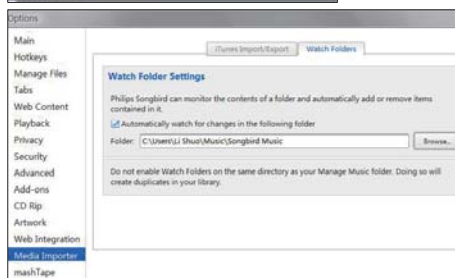 Options
Main
Hotkeys
Manage Files
Tabs
Web Content
Playback
Privacy
Security
Advanced
Add-ons
CD Rip
Artwork
Web Integration
Media Importer
mashTape
iTunes Import/Export
Watch Folders
Watch Folder Settings
Philips Songbird can monitor the contents of a folder and automatically add or remove items
contained in it.
Automatically watch for changes in the following folder
Folder: C:\Users\Li Shuo\Music\Songbird Music
Browse...
Do not enable Watch Folders on the same directory as your Manage Music folder. Doing so will
create duplicates in your library.